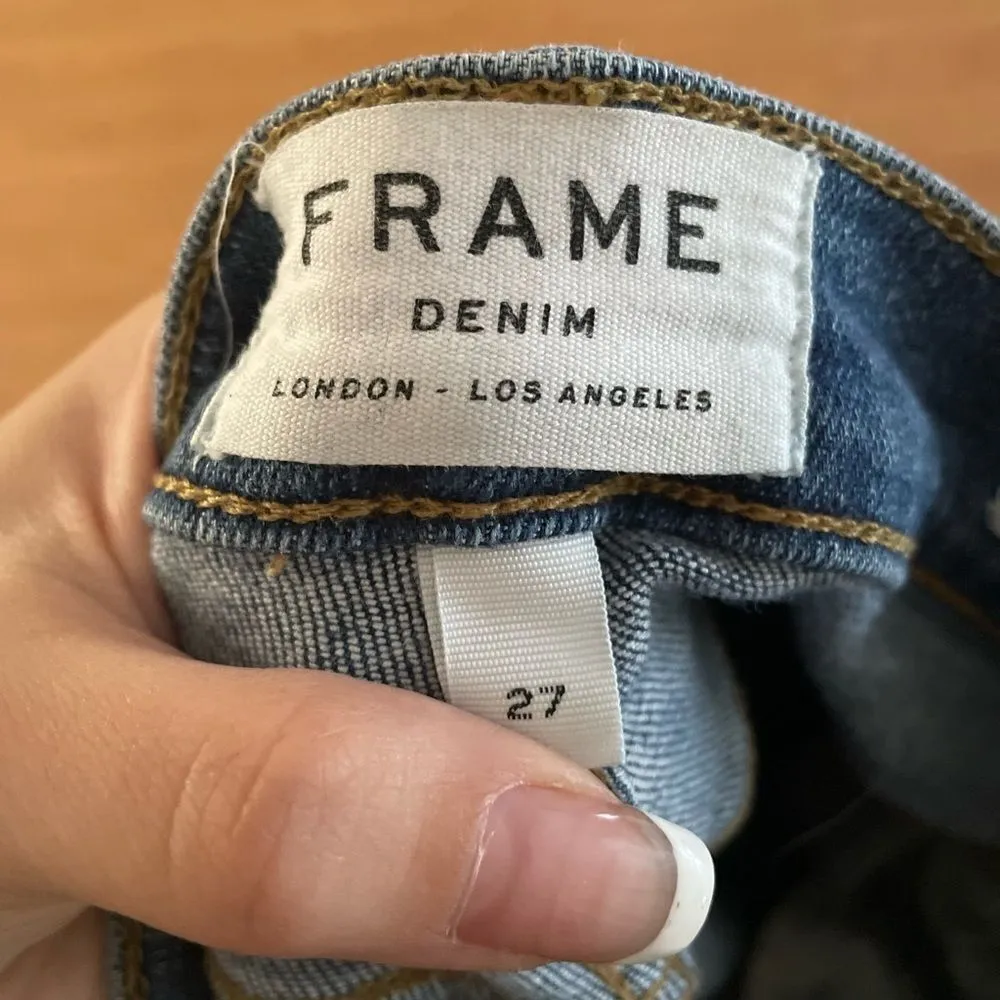 FRAME
DENIM
LONDON - LOS ANGELES
27